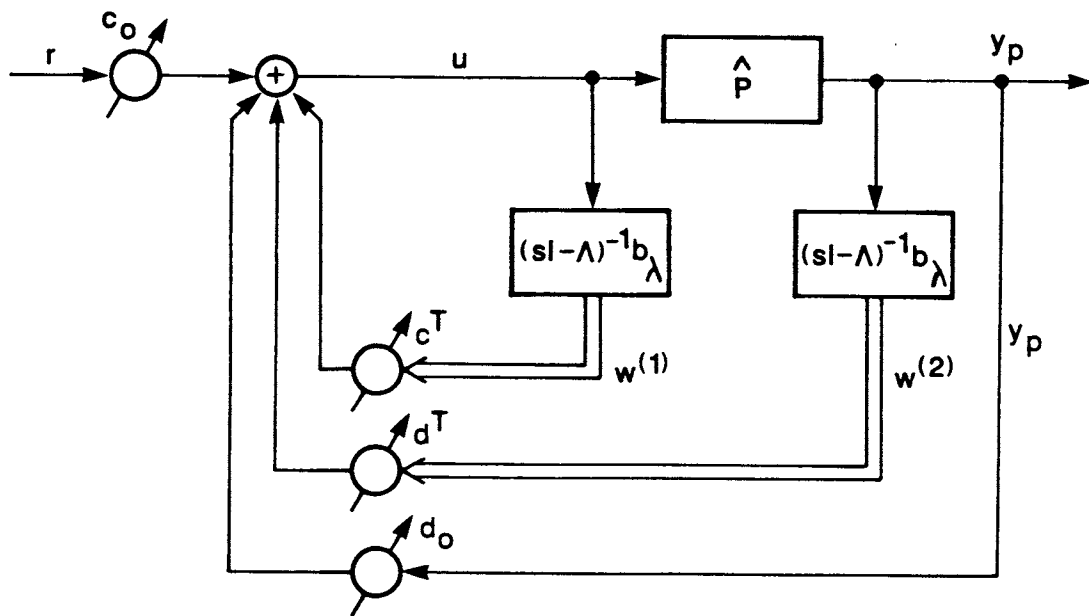 r
c₀
+
u
P̂
yₚ
(sI-Λ)⁻¹b_λ
(sI-Λ)⁻¹b_λ
cᵀ
w⁽¹⁾
w⁽²⁾
yₚ
dᵀ
d₀